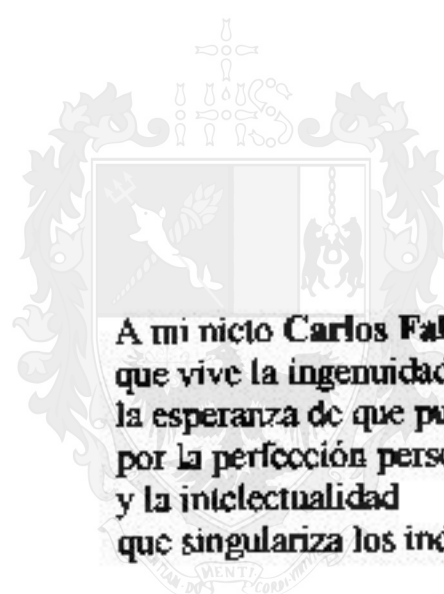 A mi nieto Carlos
que vive la ingenuidad
la esperanza de que
por la perfección
y la intelectualidad
que singulariza los
MENTI